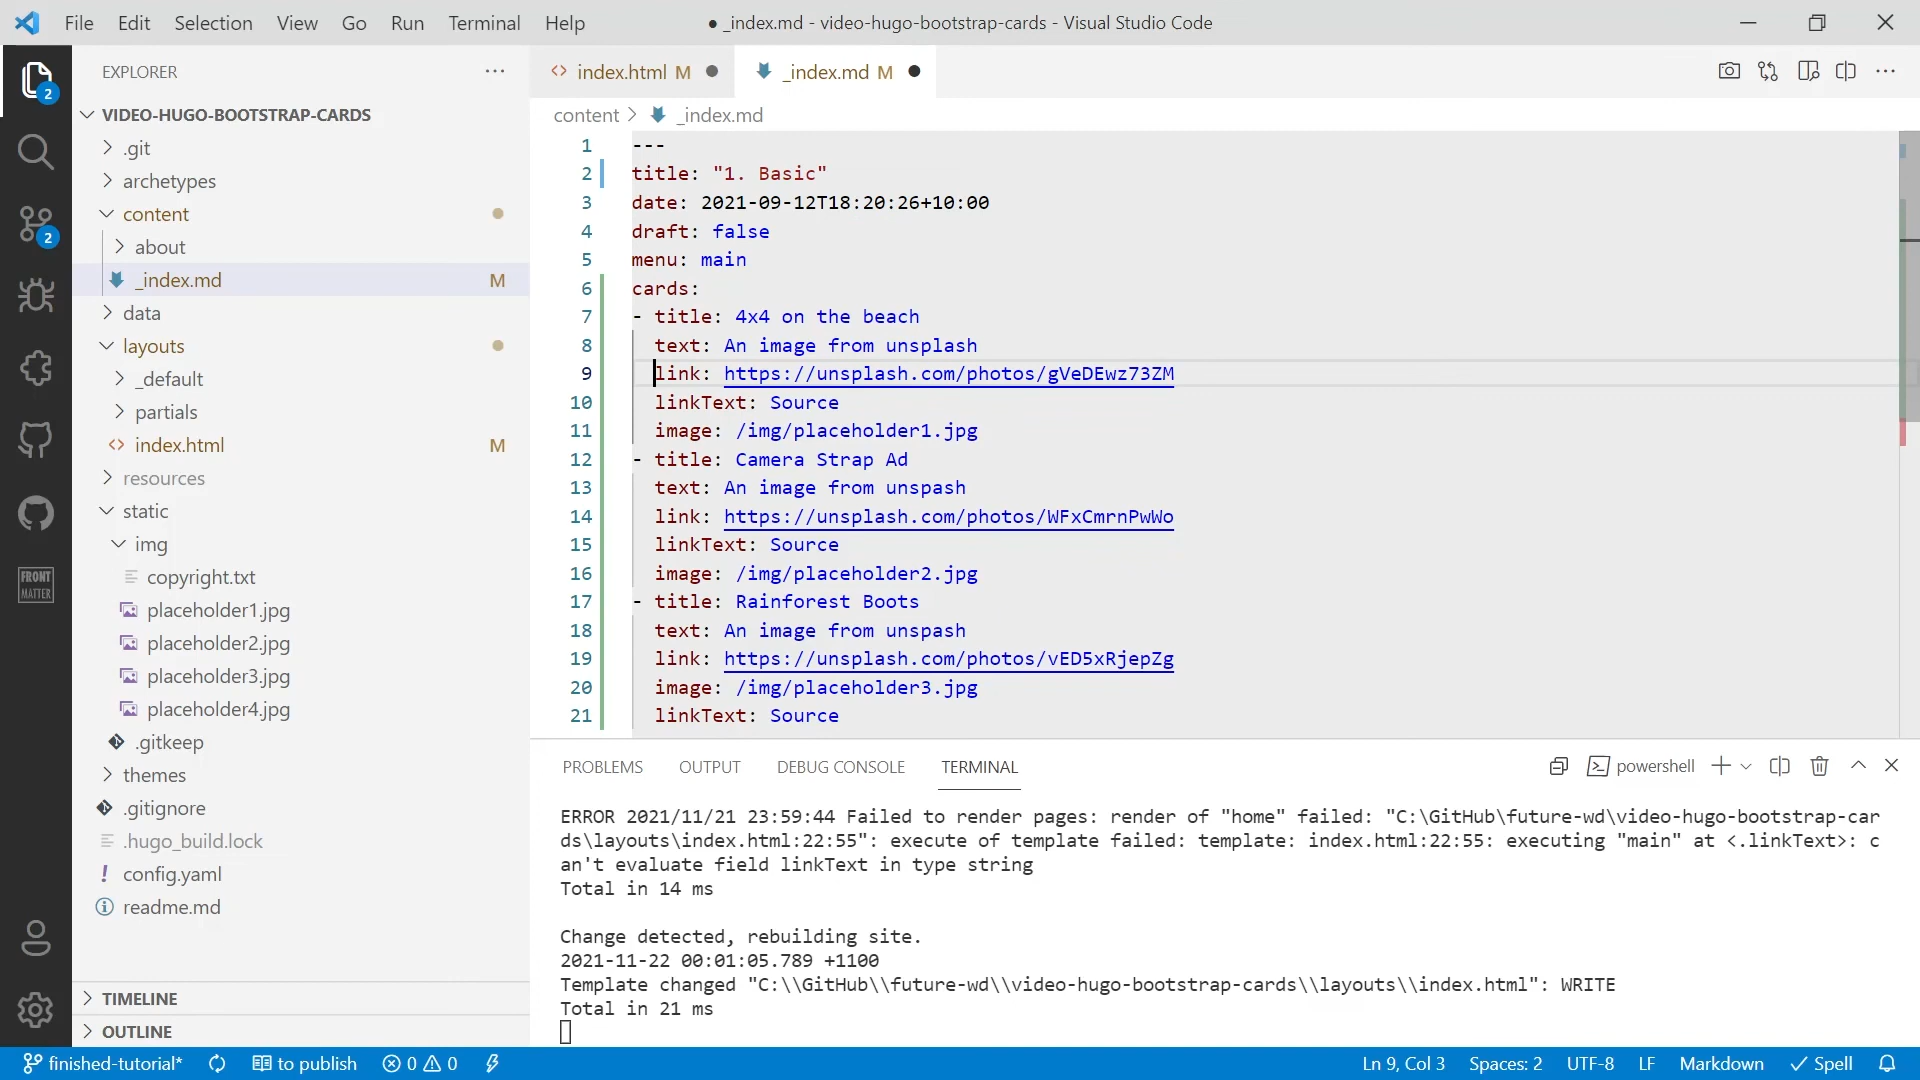 File Edit Selection View Go Run Terminal Help
● _index.md - video-hugo-bootstrap-cards - Visual Studio Code
EXPLORER
index.html M
_index.md M
2
VIDEO-HUGO-BOOTSTRAP-CARDS
.git
archetypes
content
2
about
_index.md M
data
layouts
_default
partials
index.html M
resources
static
img
copyright.txt
FRONT
MATTER
placeholder1.jpg
placeholder2.jpg
placeholder3.jpg
placeholder4.jpg
.gitkeep
themes
.gitignore
.hugo_build.lock
config.yaml
readme.md
TIMELINE
OUTLINE
content > _index.md
1 ---
2 title: "1. Basic"
3 date: 2021-09-12T18:20:26+10:00
4 draft: false
5 menu: main
6 cards:
7 - title: 4x4 on the beach
8 text: An image from unsplash
9 link: https://unsplash.com/photos/gVeDEwz73ZM
10 linkText: Source
11 image: /img/placeholder1.jpg
12 - title: Camera Strap Ad
13 text: An image from unspash
14 link: https://unsplash.com/photos/WFxCmrnPwWo
15 linkText: Source
16 image: /img/placeholder2.jpg
17 - title: Rainforest Boots
18 text: An image from unspash
19 link: https://unsplash.com/photos/vED5xRjepZg
20 image: /img/placeholder3.jpg
21 linkText: Source
PROBLEMS OUTPUT DEBUG CONSOLE TERMINAL
powershell
ERROR 2021/11/21 23:59:44 Failed to render pages: render of "home" failed: "C:\GitHub\future-wd\video-hugo-bootstrap-car
ds\layouts\index.html:22:55": execute of template failed: template: index.html:22:55: executing "main" at <.linkText>: c
an't evaluate field linkText in type string
Total in 14 ms
Change detected, rebuilding site.
2021-11-22 00:01:05.789 +1100
Template changed "C:\\GitHub\\future-wd\\video-hugo-bootstrap-cards\\layouts\\index.html": WRITE
Total in 21 ms
finished-tutorial* to publish 0 0
Ln 9, Col 3 Spaces: 2 UTF-8 LF Markdown Spell